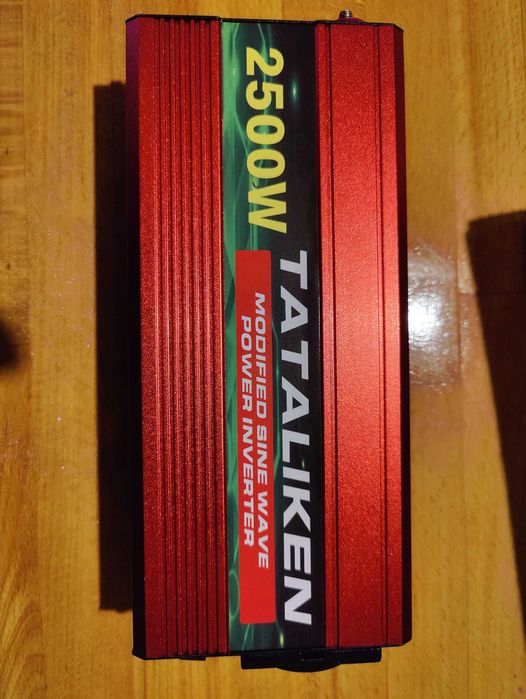 2500W
TATALIKEN
MODIFIED SINE WAVE
POWER INVERTER